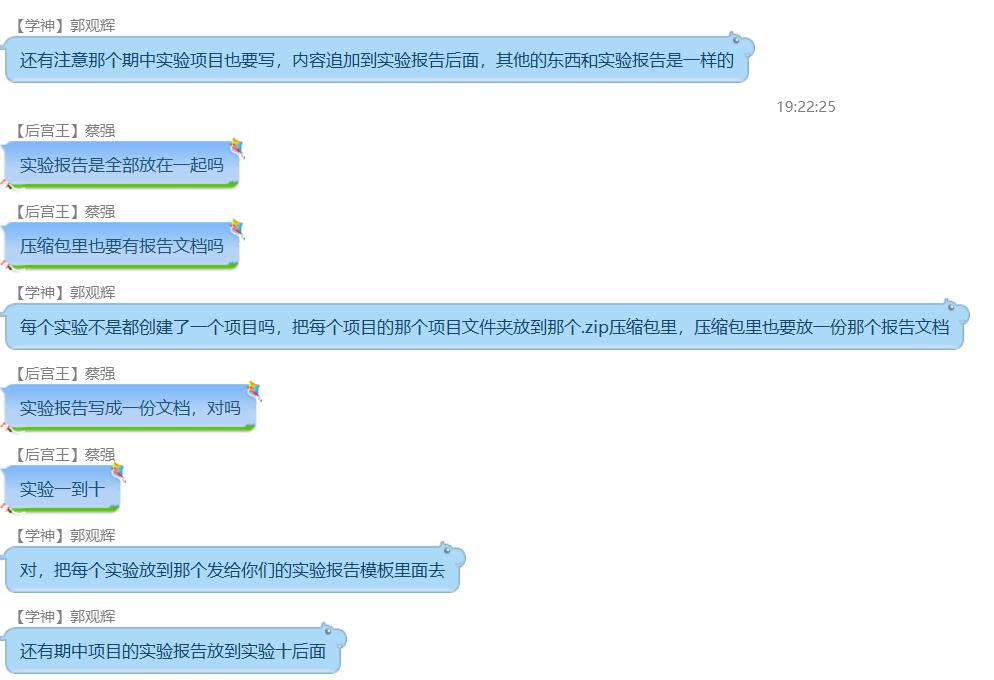 【学神】郭观辉
还有注意那个期中实验项目也要写，内容追加到实验报告后面，其他的东西和实验报告是一样的
19:22:25
【后宫王】蔡强
实验报告是全部放在一起吗
【后宫王】蔡强
压缩包里也要有报告文档吗
【学神】郭观辉
每个实验不是都创建了一个项目吗，把每个项目的那个项目文件夹放到那个.zip压缩包里，压缩包里也要放一份那个报告文档
【后宫王】蔡强
实验报告写成一份文档，对吗
【后宫王】蔡强
实验一到十
【学神】郭观辉
对，把每个实验放到那个发给你们的实验报告模板里面去
【学神】郭观辉
还有期中项目的实验报告放到实验十后面